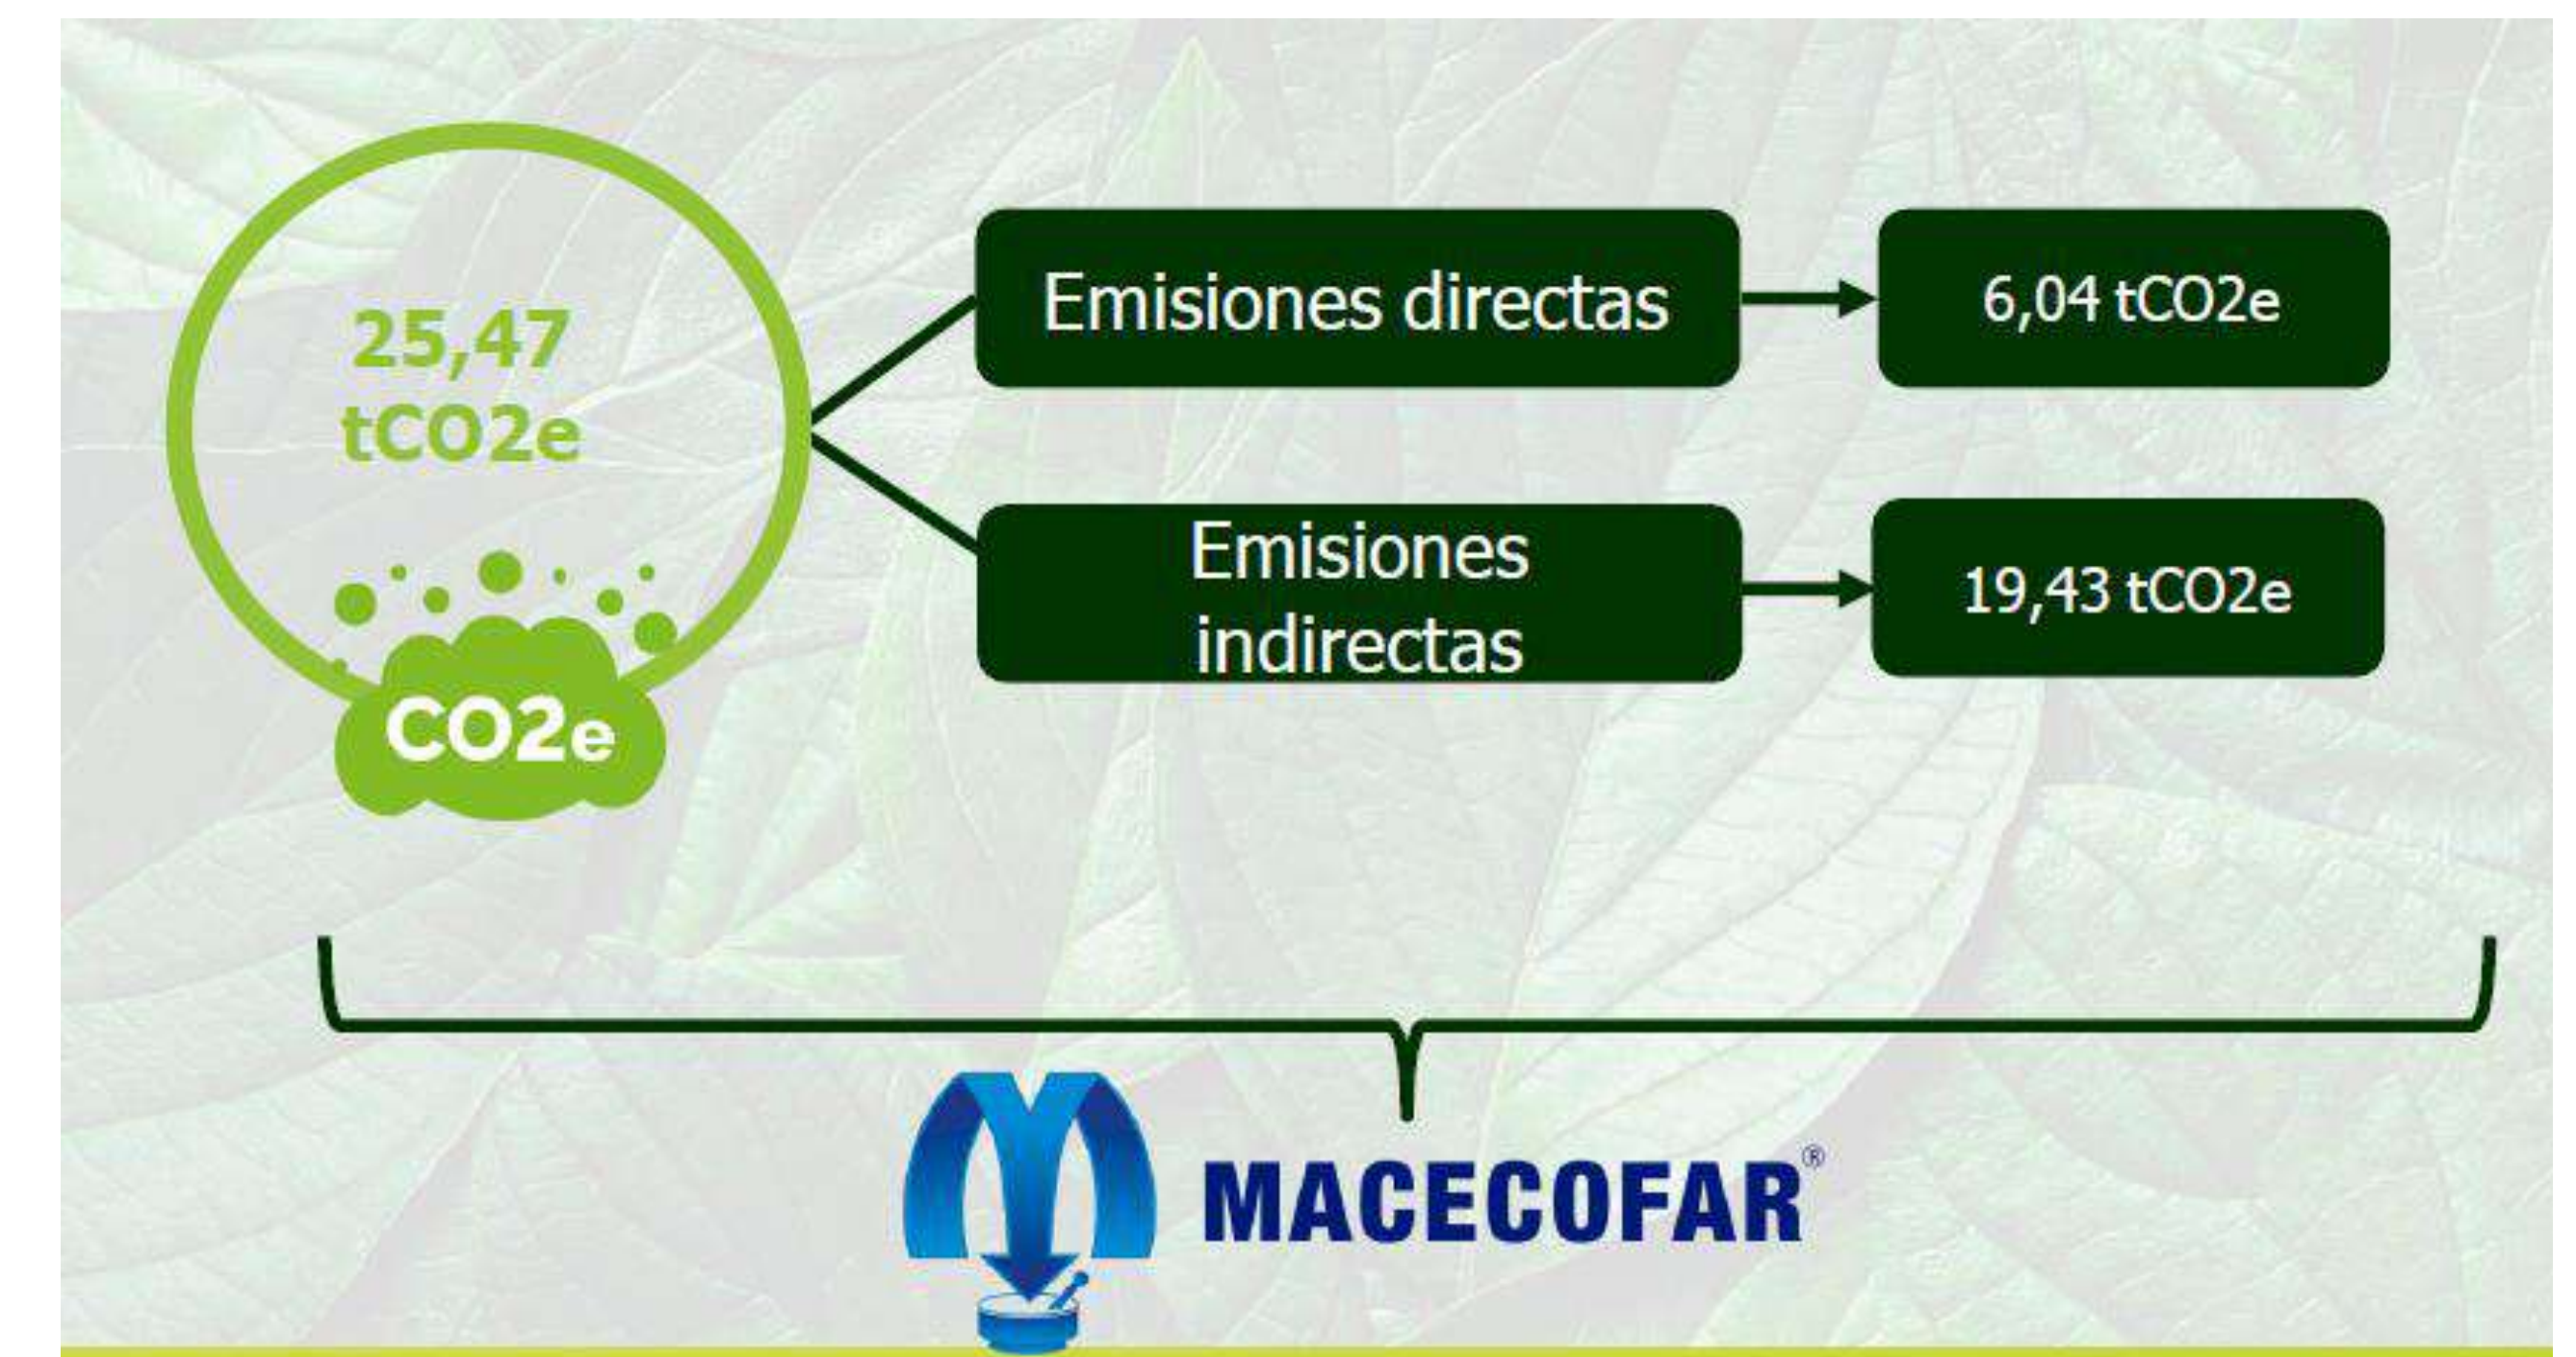 25,47
tCO2e
CO2e
Emisiones directas
6,04 tCO2e
Emisiones
indirectas
19,43 tCO2e
MACECOFAR®